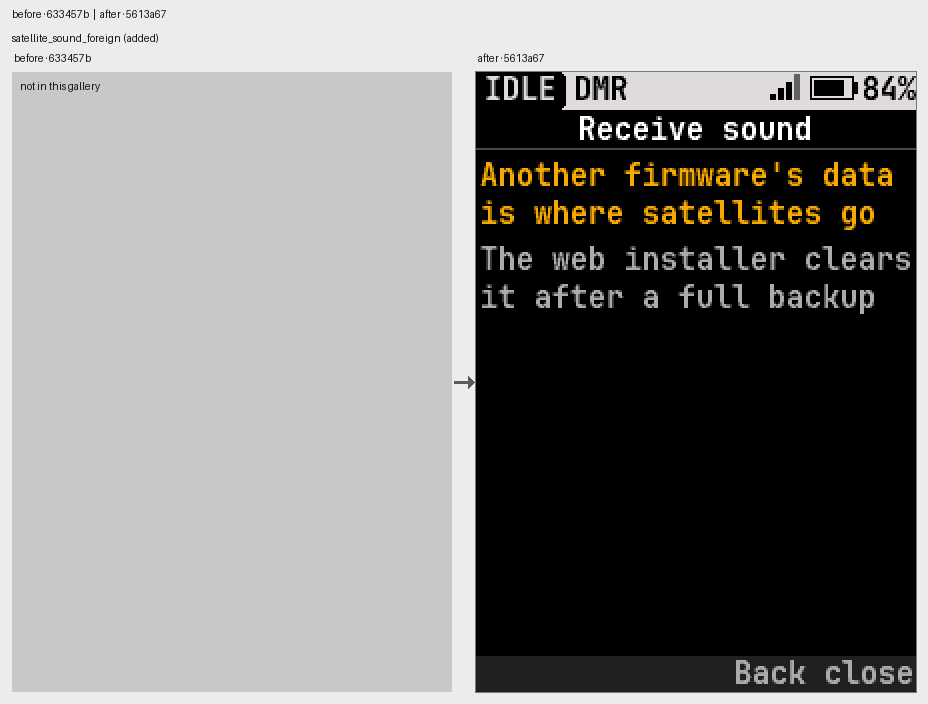 before·633457b | after·5613a67
satellite_sound_foreign (added)
before·633457b
after·5613a67
not in this gallery
IDLE DMR 84%
Receive sound
Another firmware's data
is where satellites go
The web installer clears
it after a full backup
Back close